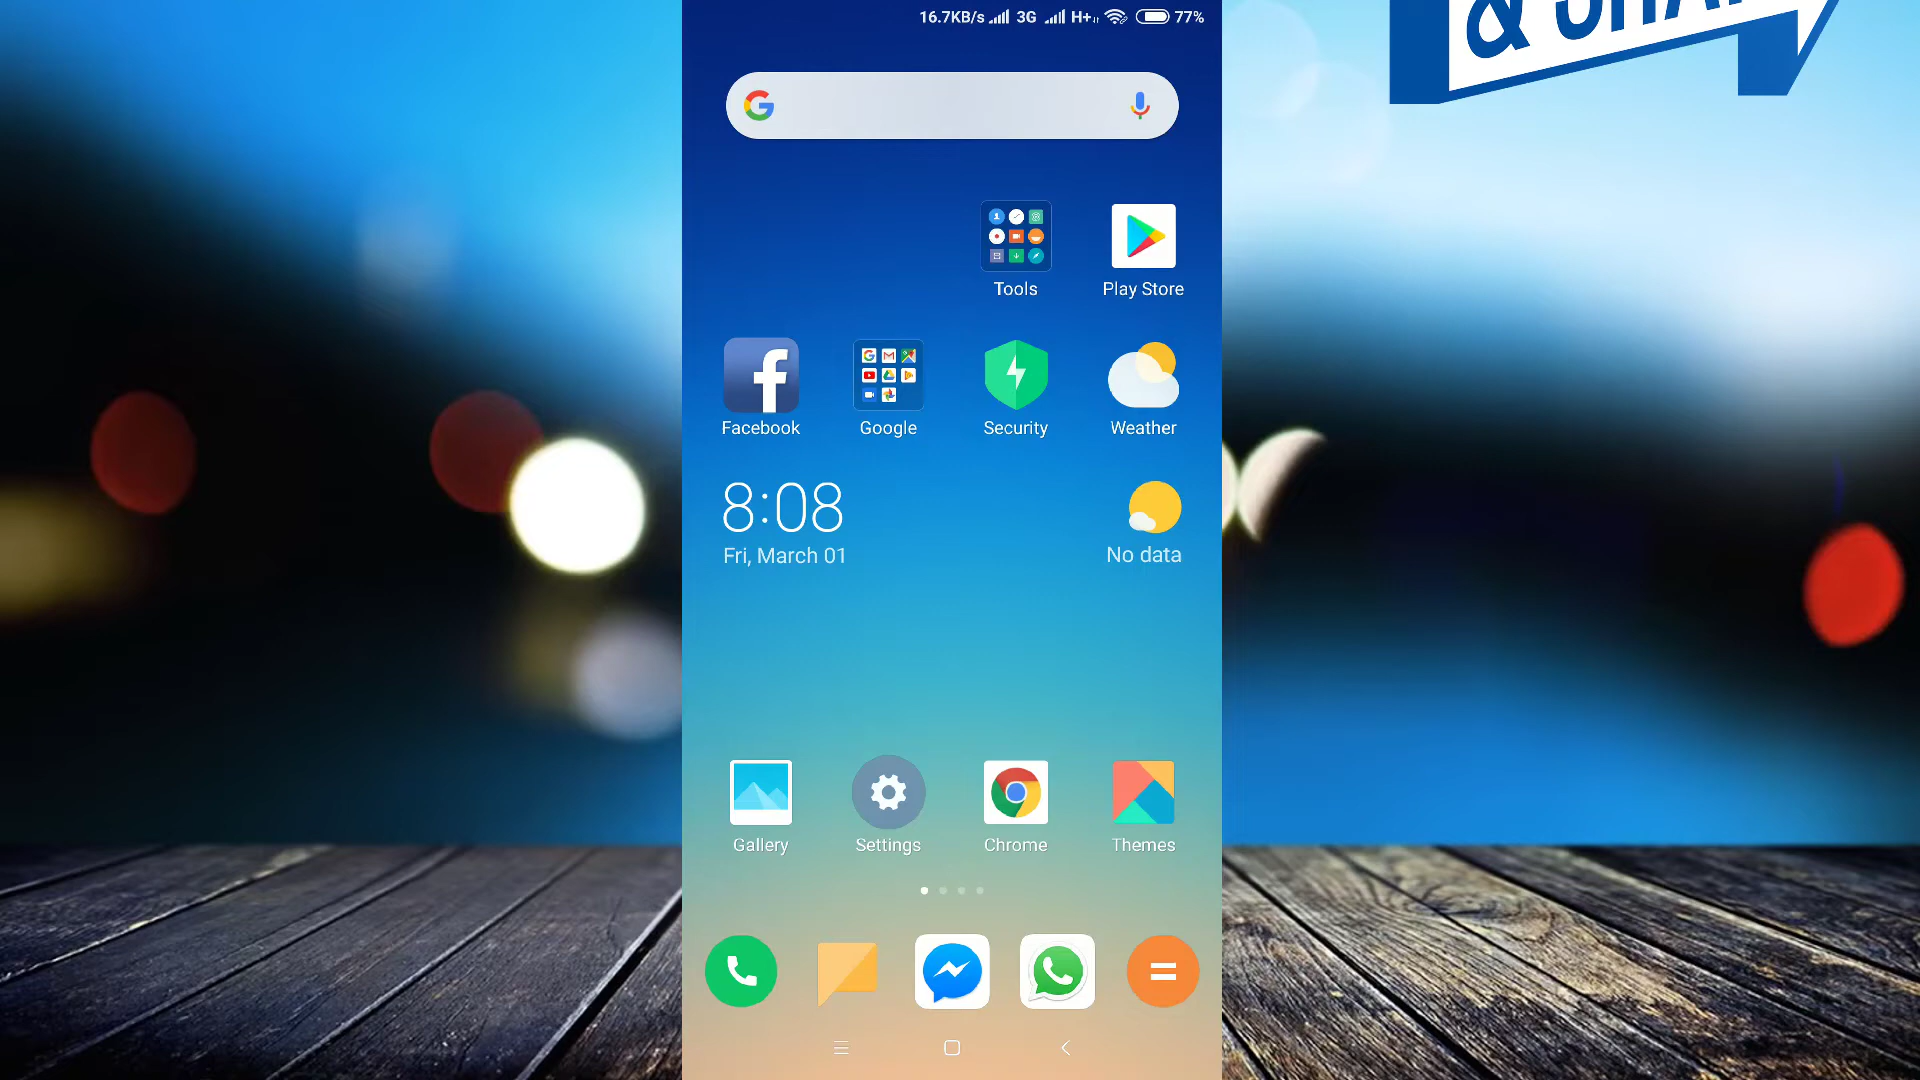 16.7KB/s 3G H+ 77%
& SHA
Tools Play Store
Facebook Google Security Weather
8:08
Fri, March 01 No data
Gallery Settings Chrome Themes